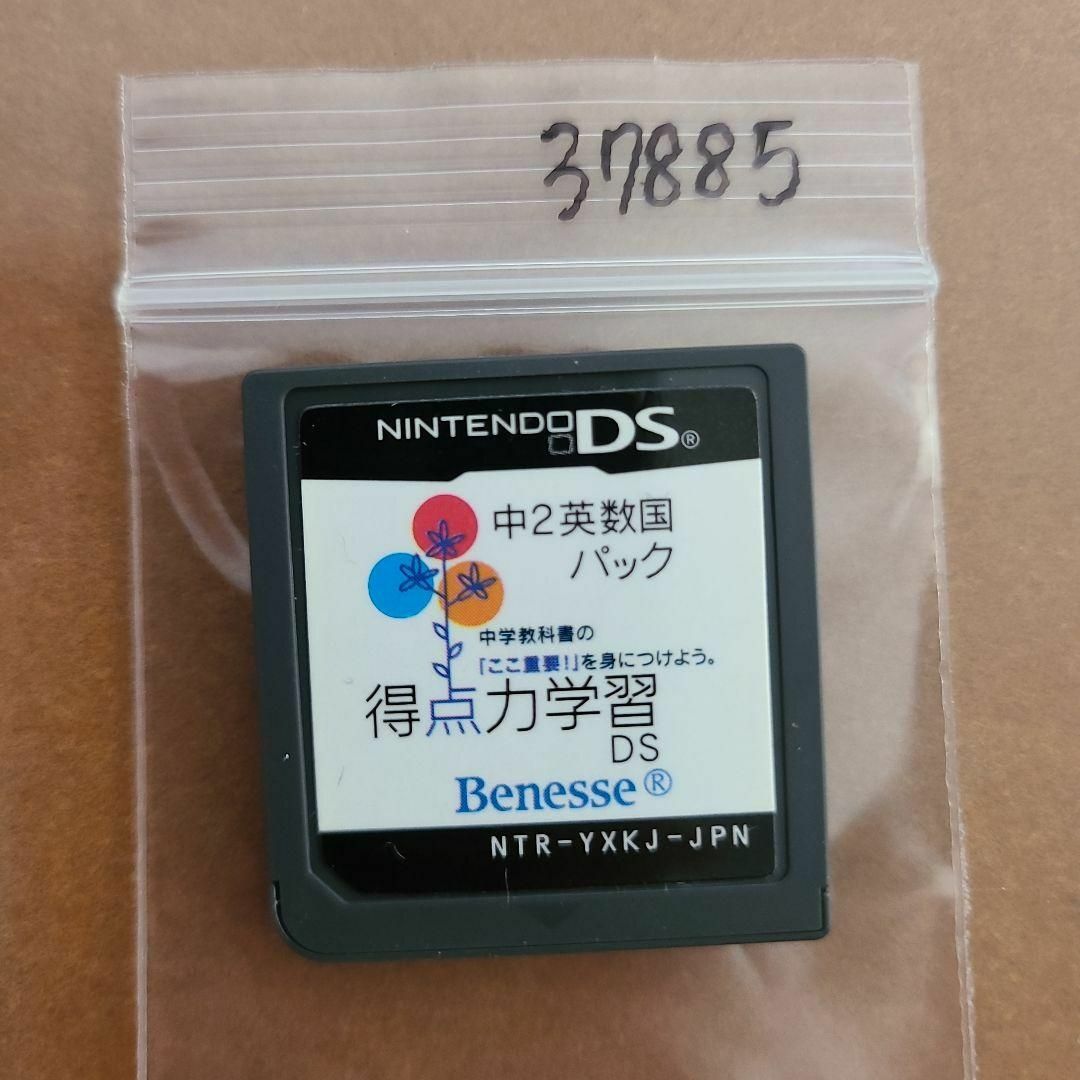 37885
NINTENDO DS®
中2英数国
パック
中学教科書の
「ここ重要!」を身につけよう。
得点力学習
DS
Benesse®
NTR-YXKJ-JPN